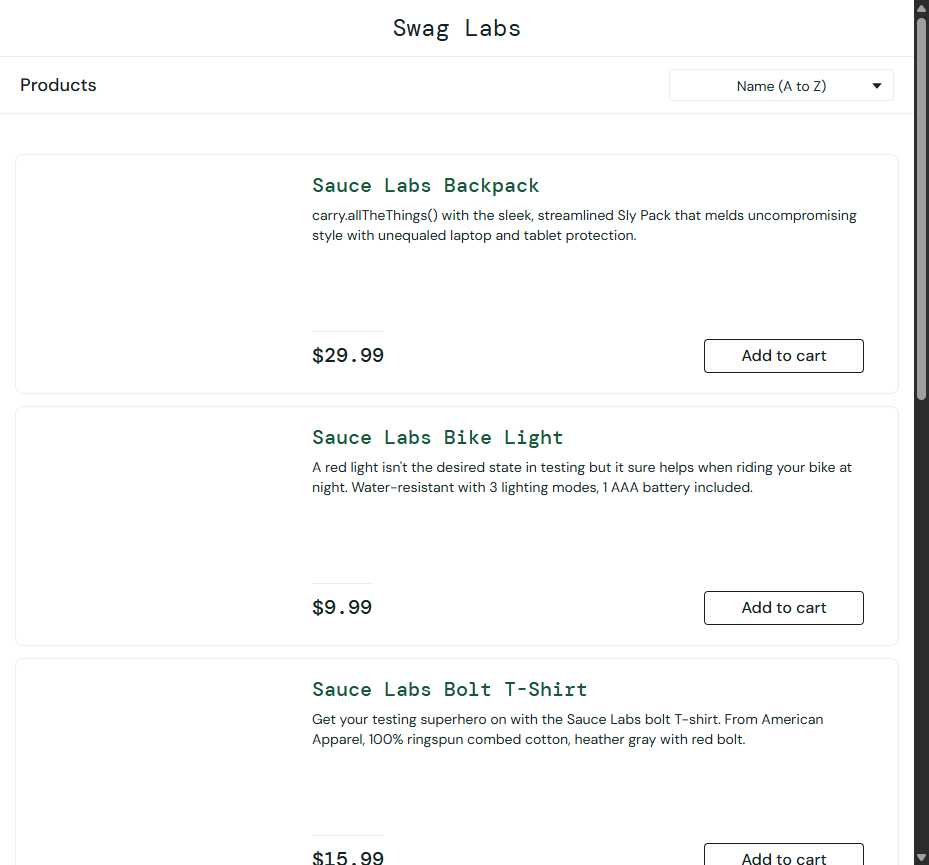 Swag Labs
Products
Name (A to Z)
Sauce Labs Backpack
carry.allTheThings() with the sleek, streamlined Sly Pack that melds uncompromising
style with unequaled laptop and tablet protection.
$29.99
Add to cart
Sauce Labs Bike Light
A red light isn't the desired state in testing but it sure helps when riding your bike at
night. Water-resistant with 3 lighting modes, 1 AAA battery included.
$9.99
Add to cart
Sauce Labs Bolt T-Shirt
Get your testing superhero on with the Sauce Labs bolt T-shirt. From American
Apparel, 100% ringspun combed cotton, heather gray with red bolt.
$15.99
Add to cart